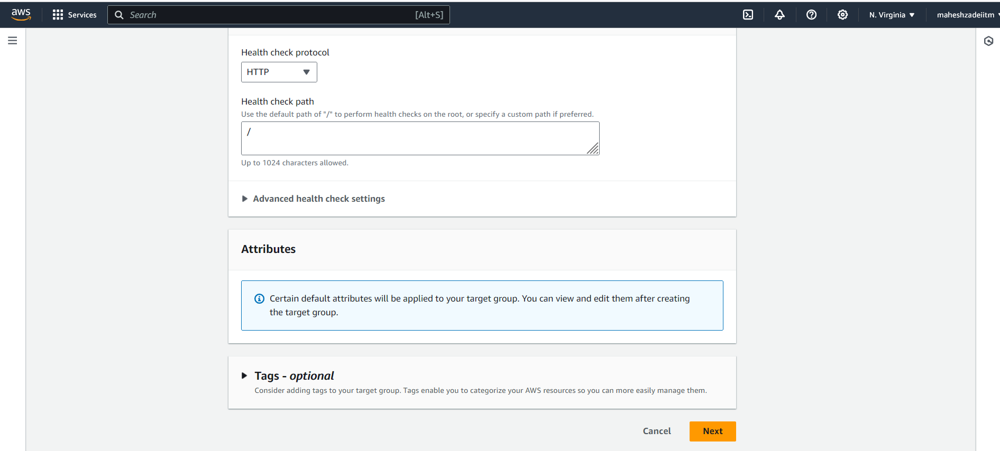 aws Services Search [Alt+S] N. Virginia maheshzadeiitm
Health check protocol
HTTP
Health check path
Use the default path of "/" to perform health checks on the root, or specify a custom path if preferred.
/
Up to 1024 characters allowed.
Advanced health check settings
Attributes
Certain default attributes will be applied to your target group. You can view and edit them after creating
the target group.
Tags - optional
Consider adding tags to your target group. Tags enable you to categorize your AWS resources so you can more easily manage them.
Cancel Next